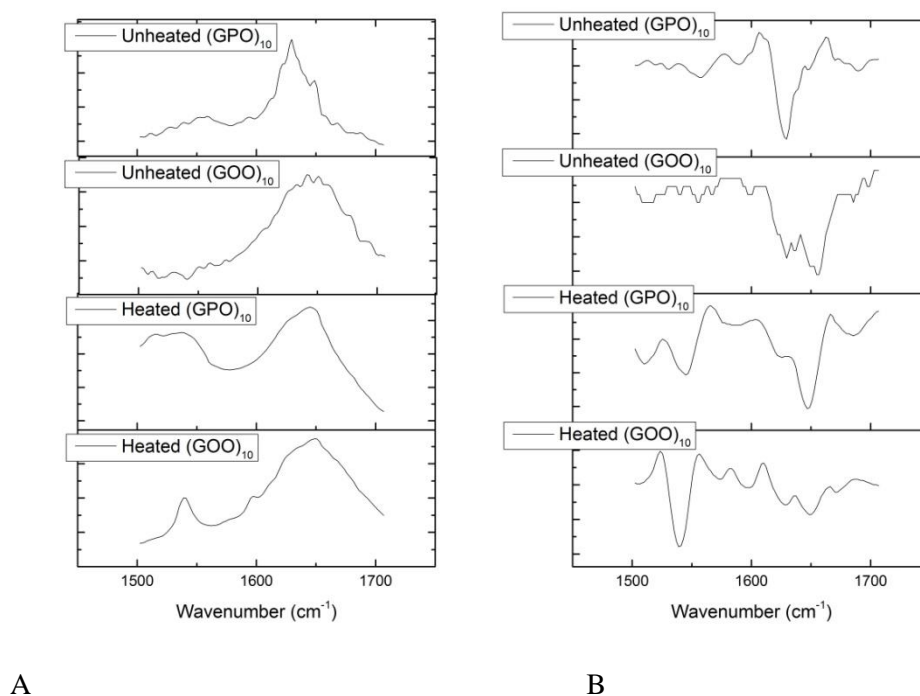 Unheated (GPO)₁₀
Unheated (GOO)₁₀
Heated (GPO)₁₀
Heated (GOO)₁₀
1500 1600 1700
Wavenumber (cm⁻¹)
Unheated (GPO)₁₀
Unheated (GOO)₁₀
Heated (GPO)₁₀
Heated (GOO)₁₀
1500 1600 1700
Wavenumber (cm⁻¹)
A B